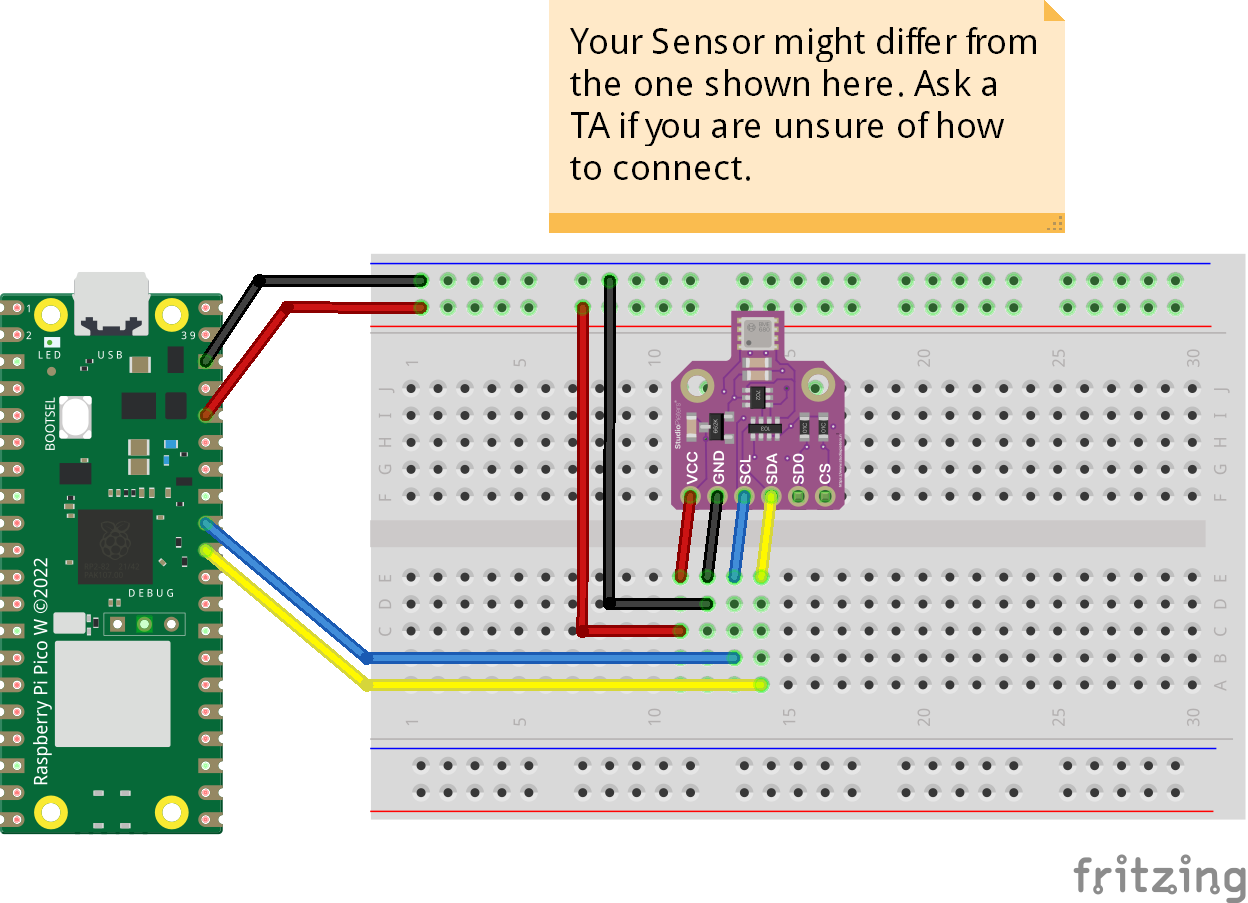 Your Sensor might differ from
the one shown here. Ask a
TA if you are unsure of how
to connect.
1
2
39
LED
USB
BOOTSEL
DEBUG
Raspberry Pi Pico W ©2022
1
5
10
20
25
30
J
I
H
G
F
J
I
H
G
F
VCC
GND
SCL
SDA
SD0
CS
E
D
C
E
D
C
B
A
1
5
10
15
20
25
30
fritzing